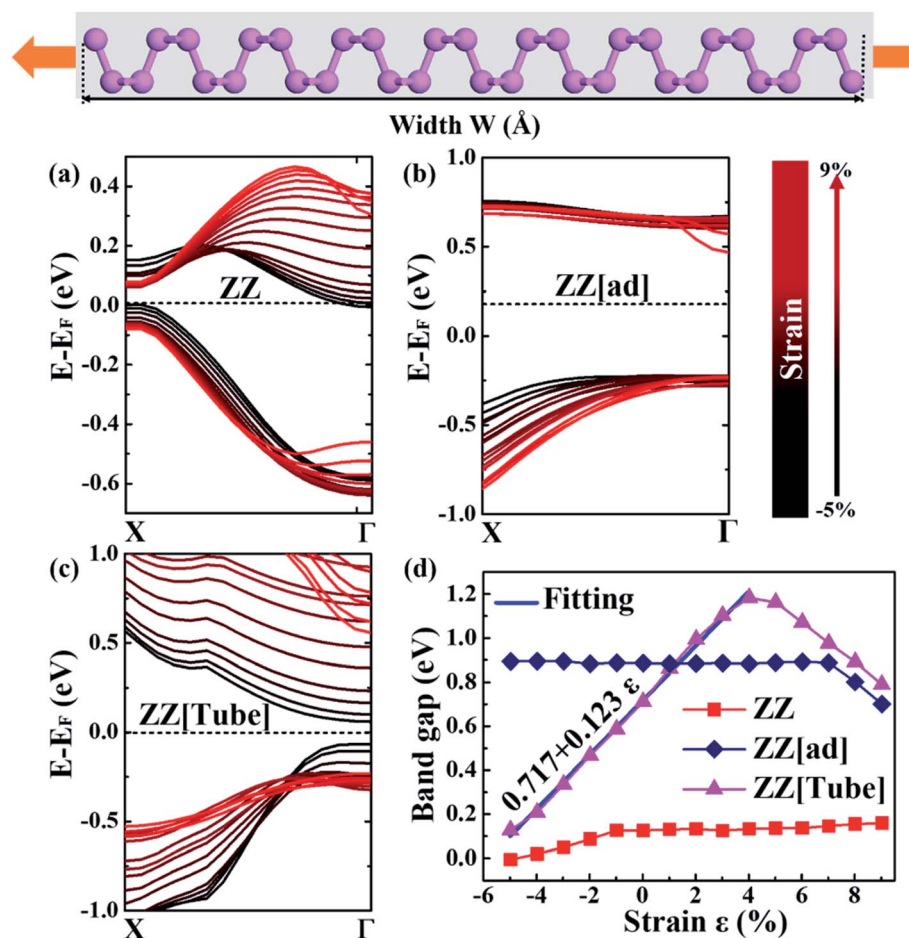 Width W (Å)
(a)
0.4
0.2
0.0
-0.2
-0.4
-0.6
E-EF (eV)
ZZ
X
Γ
(b)
1.0
0.5
0.0
-0.5
-1.0
E-EF (eV)
ZZ[ad]
X
Γ
9%
Strain
-5%
(c)
1.0
0.5
0.0
-0.5
-1.0
E-EF (eV)
ZZ[Tube]
X
Γ
(d)
1.2
1.0
0.8
0.6
0.4
0.2
0.0
Band gap (eV)
Fitting
0.717+0.123 ε
ZZ
ZZ[ad]
ZZ[Tube]
-6 -4 -2 0 2 4 6 8
Strain ε (%)